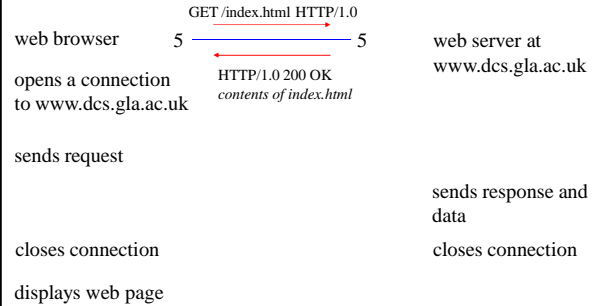 GET /index.html HTTP/1.0
web browser 5 5 web server at
www.dcs.gla.ac.uk
opens a connection
to www.dcs.gla.ac.uk
HTTP/1.0 200 OK
contents of index.html
sends request
sends response and
data
closes connection closes connection
displays web page